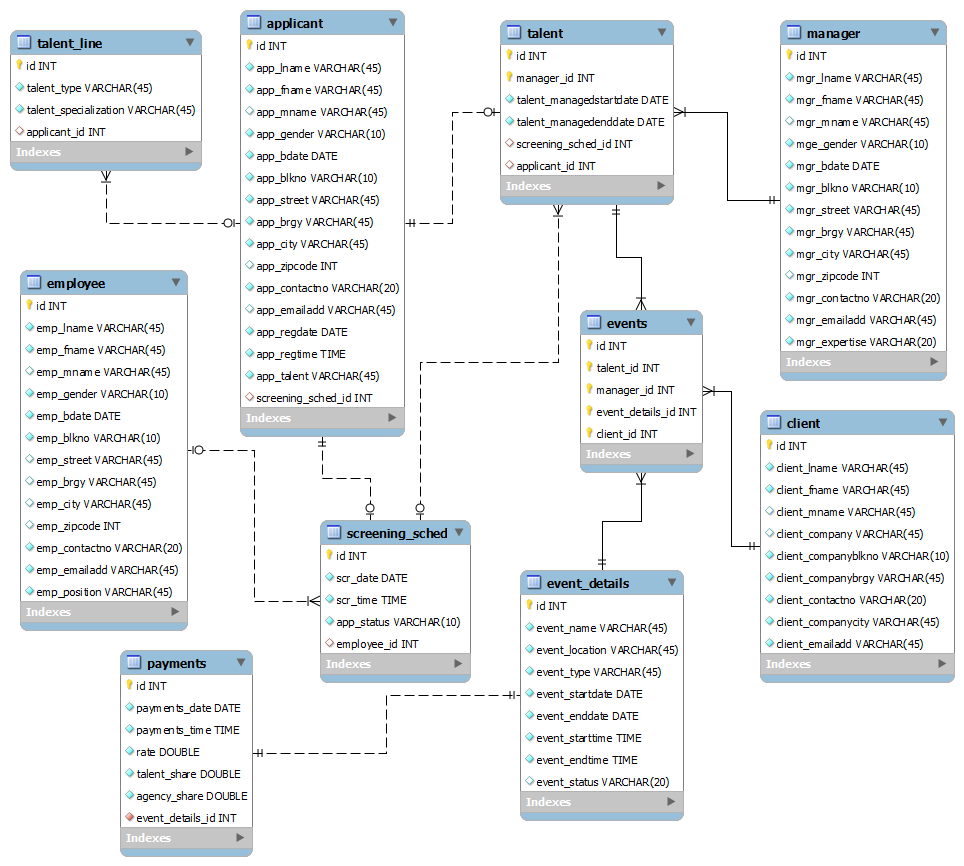 talent_line
id INT
talent_type VARCHAR(45)
talent_specialization VARCHAR(45)
applicant_id INT
Indexes
applicant
id INT
app_lname VARCHAR(45)
app_fname VARCHAR(45)
app_mname VARCHAR(45)
app_gender VARCHAR(10)
app_bdate DATE
app_blkno VARCHAR(10)
app_street VARCHAR(45)
app_brgy VARCHAR(45)
app_city VARCHAR(45)
app_zipcode INT
app_contactno VARCHAR(20)
app_emailadd VARCHAR(45)
app_regdate DATE
app_regtime TIME
app_talent VARCHAR(45)
screening_sched_id INT
Indexes
talent
id INT
manager_id INT
talent_managedstartdate DATE
talent_managedenddate DATE
screening_sched_id INT
applicant_id INT
Indexes
manager
id INT
mgr_lname VARCHAR(45)
mgr_fname VARCHAR(45)
mgr_mname VARCHAR(45)
mge_gender VARCHAR(10)
mgr_bdate DATE
mgr_blkno VARCHAR(10)
mgr_street VARCHAR(45)
mgr_brgy VARCHAR(45)
mgr_city VARCHAR(45)
mgr_zipcode INT
mgr_contactno VARCHAR(20)
mgr_emailadd VARCHAR(45)
mgr_expertise VARCHAR(20)
Indexes
employee
id INT
emp_lname VARCHAR(45)
emp_fname VARCHAR(45)
emp_mname VARCHAR(45)
emp_gender VARCHAR(10)
emp_bdate DATE
emp_blkno VARCHAR(10)
emp_street VARCHAR(45)
emp_brgy VARCHAR(45)
emp_city VARCHAR(45)
emp_zipcode INT
emp_contactno VARCHAR(20)
emp_emailadd VARCHAR(45)
emp_position VARCHAR(45)
Indexes
events
id INT
talent_id INT
manager_id INT
event_details_id INT
client_id INT
Indexes
client
id INT
client_lname VARCHAR(45)
client_fname VARCHAR(45)
client_mname VARCHAR(45)
client_company VARCHAR(45)
client_companyblkno VARCHAR(10)
client_companybrgy VARCHAR(45)
client_contactno VARCHAR(20)
client_companycity VARCHAR(45)
client_emailadd VARCHAR(45)
Indexes
screening_sched
id INT
scr_date DATE
scr_time TIME
app_status VARCHAR(10)
employee_id INT
Indexes
event_details
id INT
event_name VARCHAR(45)
event_location VARCHAR(45)
event_type VARCHAR(45)
event_startdate DATE
event_enddate DATE
event_starttime TIME
event_endtime TIME
event_status VARCHAR(20)
Indexes
payments
id INT
payments_date DATE
payments_time TIME
rate DOUBLE
talent_share DOUBLE
agency_share DOUBLE
event_details_id INT
Indexes